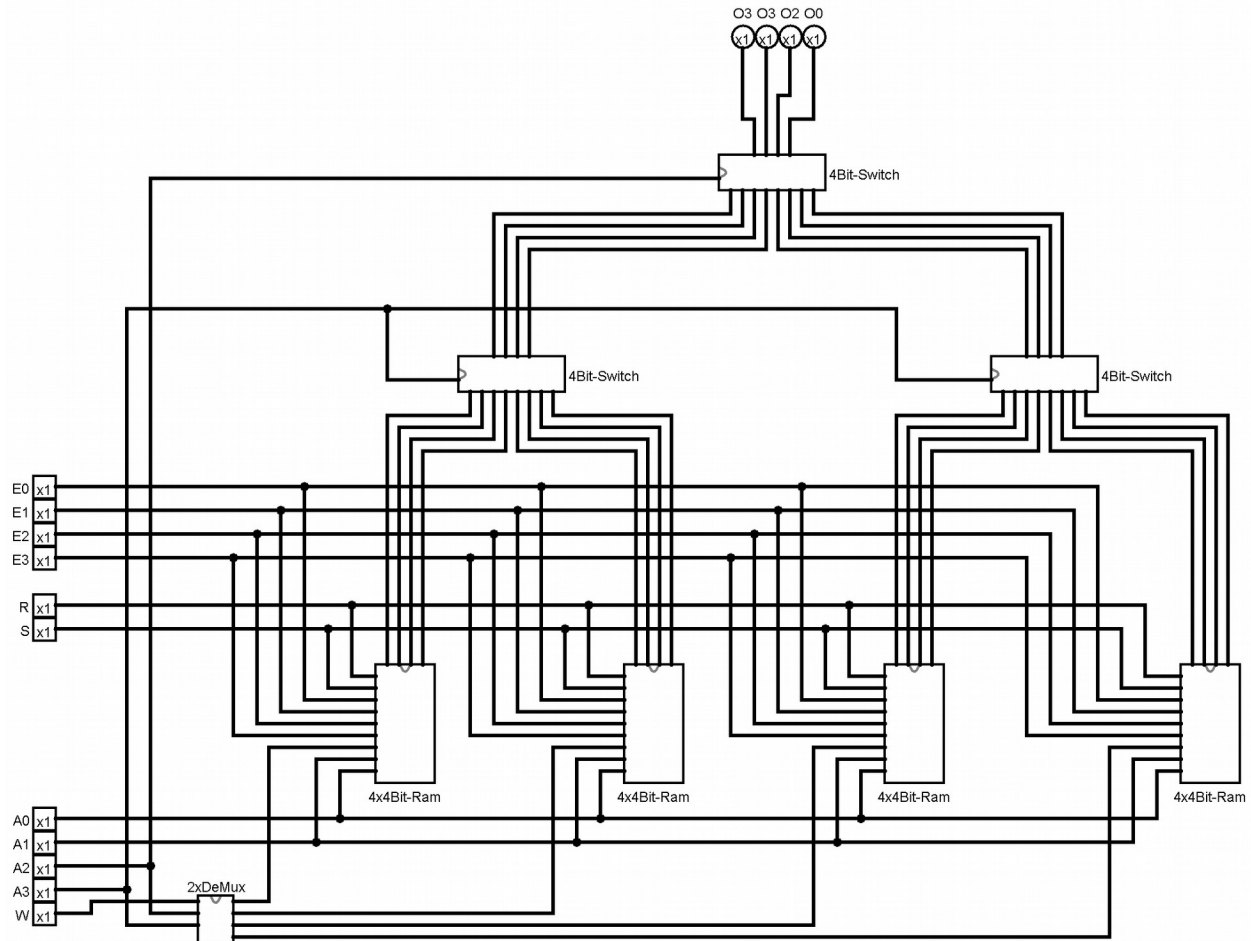 O3 O3 O2 O0
x1 x1 x1 x1
4Bit-Switch
4Bit-Switch
4Bit-Switch
E0 x1
E1 x1
E2 x1
E3 x1
R x1
S x1
4x4Bit-Ram
4x4Bit-Ram
4x4Bit-Ram
4x4Bit-Ram
A0 x1
A1 x1
A2 x1
A3 x1
2xDeMux
W x1